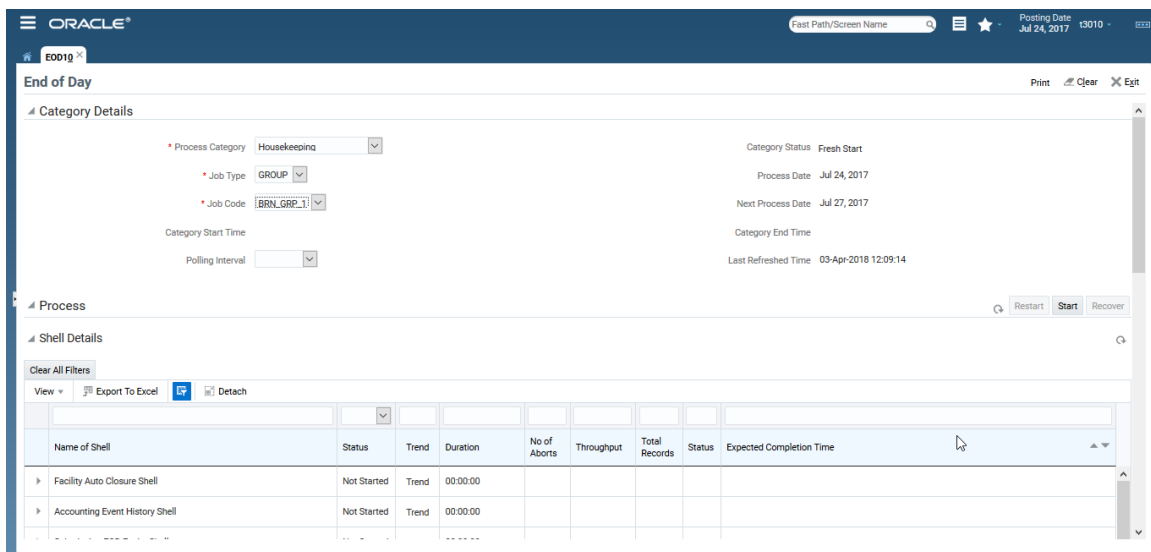 ORACLE®
Fast Path/Screen Name
Posting Date
Jul 24, 2017
t3010
EOD10
End of Day
Print Clear Exit
Category Details
* Process Category Housekeeping
Category Status Fresh Start
* Job Type GROUP
Process Date Jul 24, 2017
* Job Code BRN_GRP_1
Next Process Date Jul 27, 2017
Category Start Time
Category End Time
Polling Interval
Last Refreshed Time 03-Apr-2018 12:09:14
Process
Restart Start Recover
Shell Details
Clear All Filters
View Export To Excel Detach
Name of Shell Status Trend Duration No of Aborts Throughput Total Records Status Expected Completion Time
Facility Auto Closure Shell Not Started Trend 00:00:00
Accounting Event History Shell Not Started Trend 00:00:00